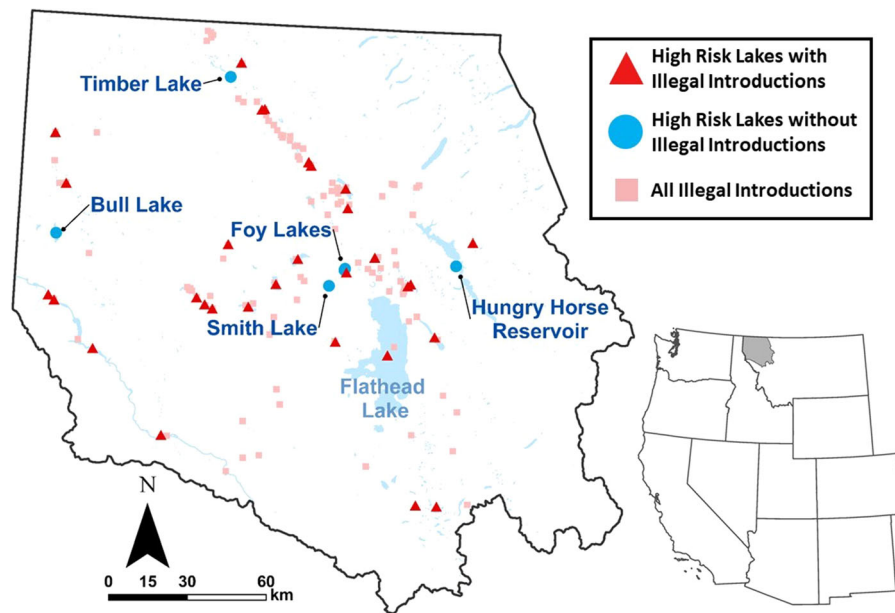 Timber Lake
Bull Lake
Foy Lakes
Smith Lake
Hungry Horse
Reservoir
Flathead
Lake
N
0 15 30 60
km
High Risk Lakes with
Illegal Introductions
High Risk Lakes without
Illegal Introductions
All Illegal Introductions